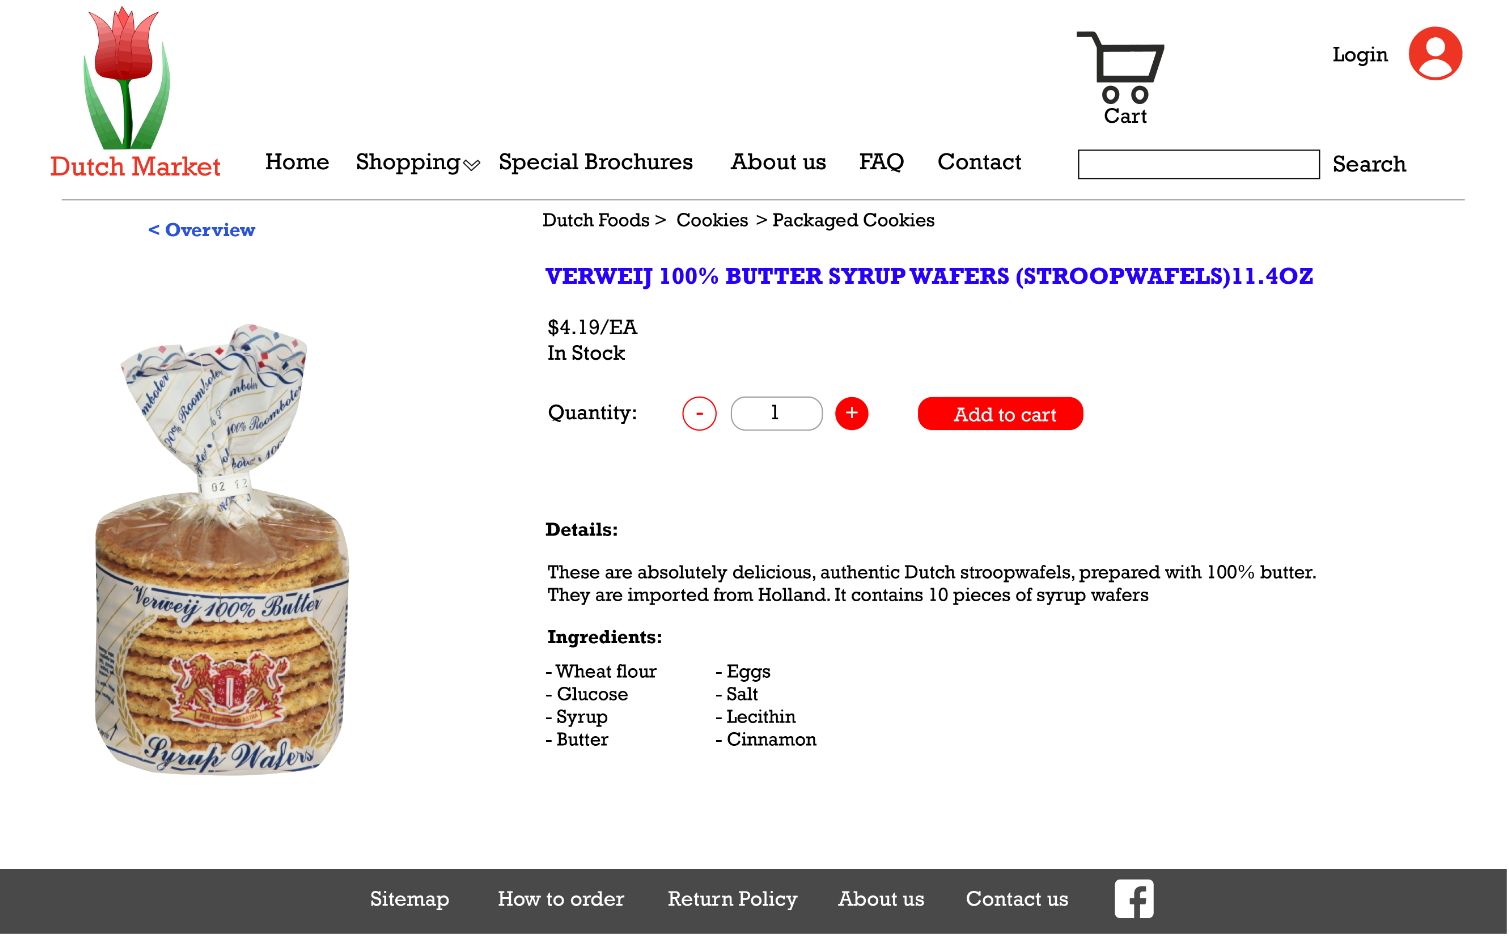 Dutch Market
Cart
Login
Home
Shopping
Special Brochures
About us
FAQ
Contact
Search
< Overview
Dutch Foods > Cookies > Packaged Cookies
VERWEIJ 100% BUTTER SYRUP WAFERS (STROOPWAFELS)11.4OZ
$4.19/EA
In Stock
Quantity:
-
1
+
Add to cart
100% Roomboter
02 12
Verweij 100% Butter
Syrup Wafers
Details:
These are absolutely delicious, authentic Dutch stroopwafels, prepared with 100% butter.
They are imported from Holland. It contains 10 pieces of syrup wafers
Ingredients:
- Wheat flour
- Glucose
- Syrup
- Butter
- Eggs
- Salt
- Lecithin
- Cinnamon
Sitemap
How to order
Return Policy
About us
Contact us